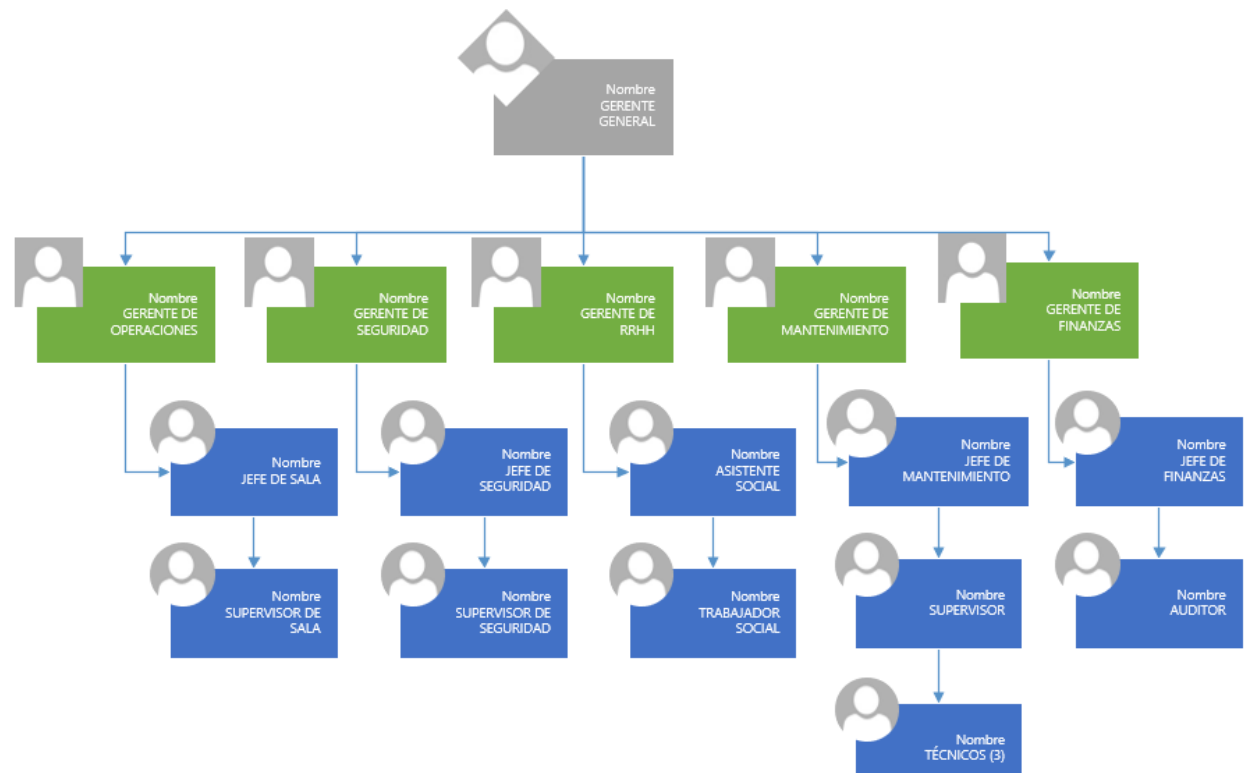 Nombre
GERENTE
GENERAL
Nombre
GERENTE DE
OPERACIONES
Nombre
GERENTE DE
SEGURIDAD
Nombre
GERENTE DE
RRHH
Nombre
GERENTE DE
MANTENIMIENTO
Nombre
GERENTE DE
FINANZAS
Nombre
JEFE DE SALA
Nombre
JEFE DE
SEGURIDAD
Nombre
ASISTENTE
SOCIAL
Nombre
JEFE DE
MANTENIMIENTO
Nombre
JEFE DE
FINANZAS
Nombre
SUPERVISOR DE
SALA
Nombre
SUPERVISOR DE
SEGURIDAD
Nombre
TRABAJADOR
SOCIAL
Nombre
SUPERVISOR
Nombre
AUDITOR
Nombre
TÉCNICOS (3)